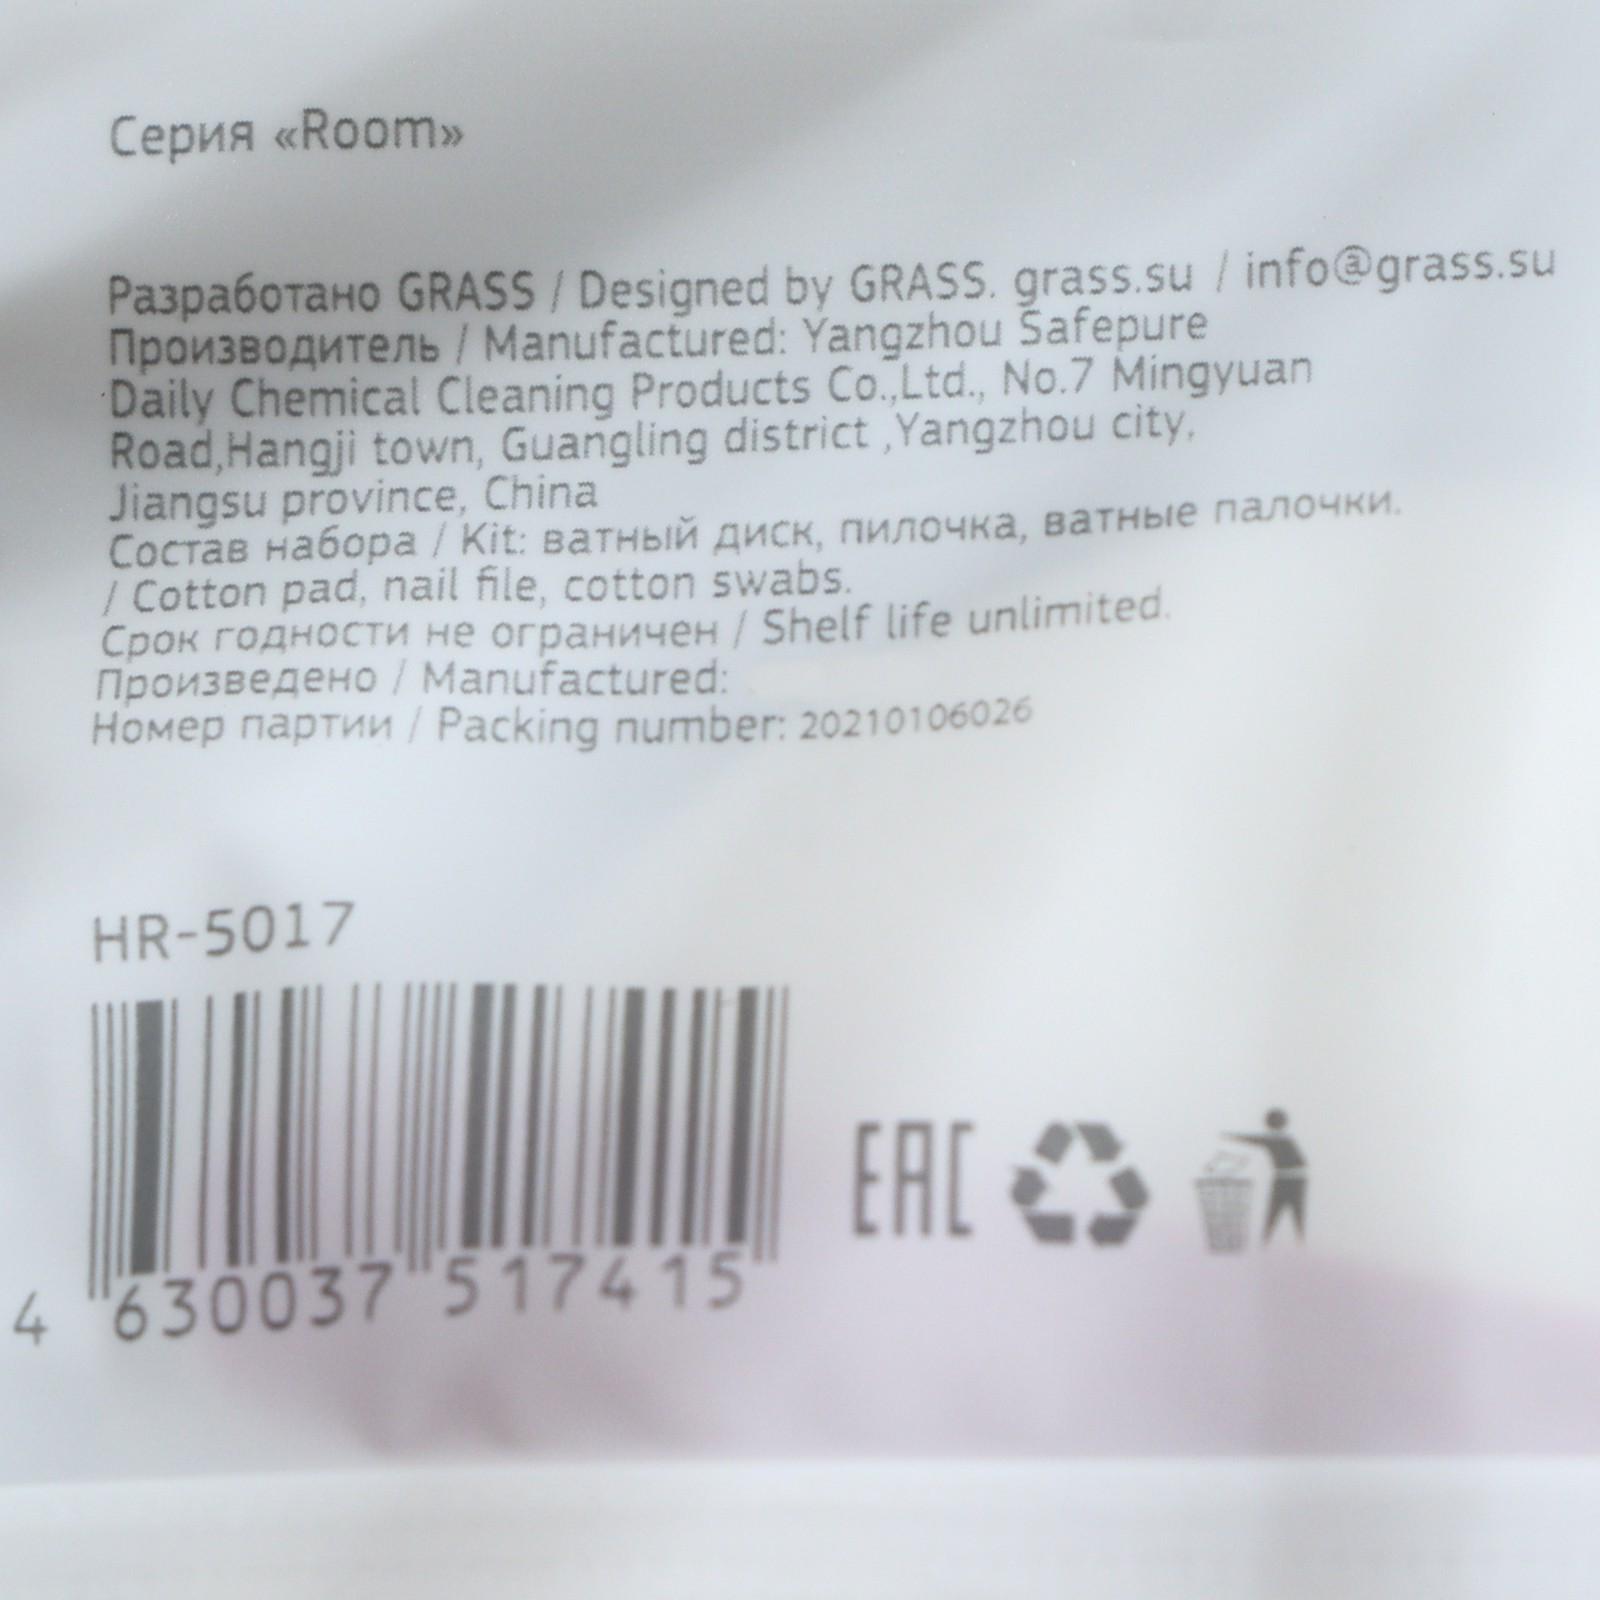 Серия «Room»
Разработано GRASS / Designed by GRASS. grass.su / info@grass.su
Производитель / Manufactured: Yangzhou Safepure
Daily Chemical Cleaning Products Co.,Ltd., No.7 Mingyuan
Road,Hangji town, Guangling district ,Yangzhou city,
Jiangsu province, China
Состав набора / Kit: ватный диск, пилочка, ватные палочки.
/ Cotton pad, nail file, cotton swabs.
Срок годности не ограничен / Shelf life unlimited.
Произведено / Manufactured:
Номер партии / Packing number: 20210106026
HR-5017
4 630037 517415
EAC